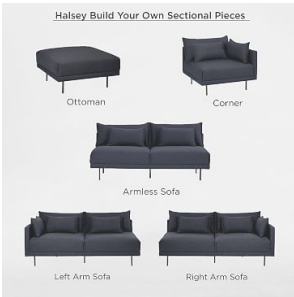 Halsey Build Your Own Sectional Pieces
Ottoman
Corner
Armless Sofa
Left Arm Sofa
Right Arm Sofa